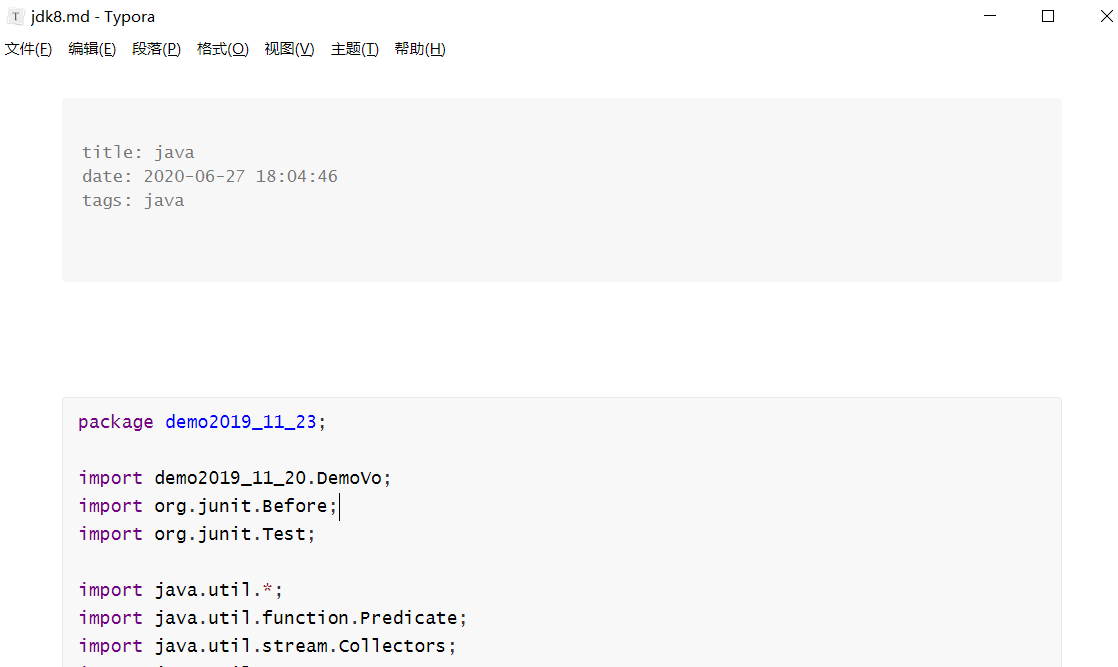 jdk8.md - Typora
文件(F) 编辑(E) 段落(P) 格式(O) 视图(V) 主题(T) 帮助(H)
title: java
date: 2020-06-27 18:04:46
tags: java
package demo2019_11_23;
import demo2019_11_20.DemoVo;
import org.junit.Before;
import org.junit.Test;
import java.util.*;
import java.util.function.Predicate;
import java.util.stream.Collectors;